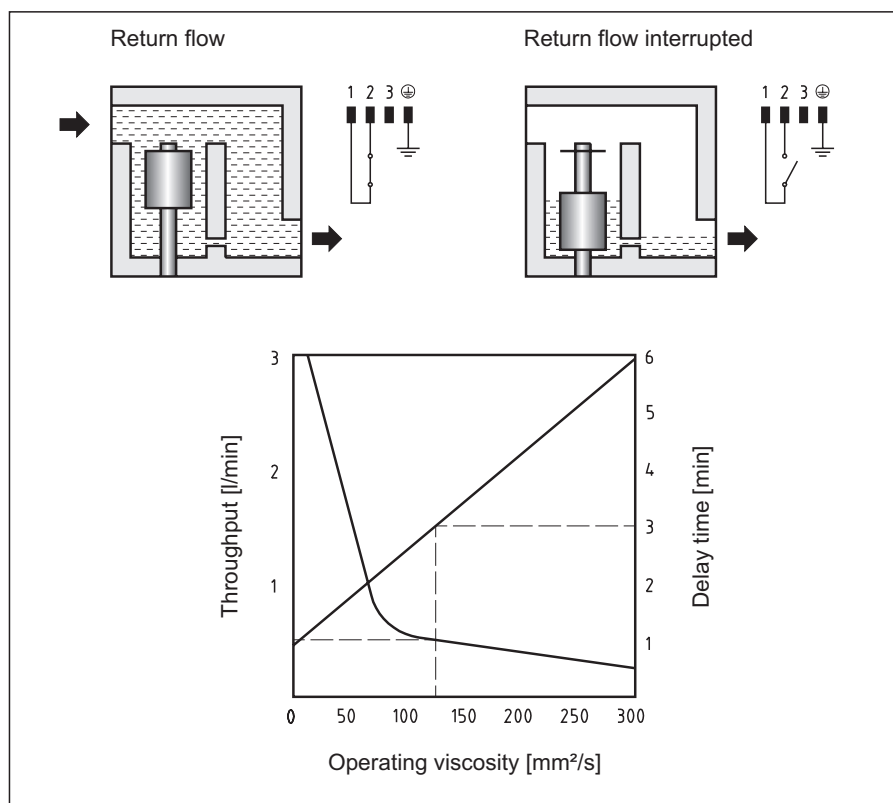 Return flow
Return flow interrupted
1 2 3
1 2 3
3
2
1
Throughput [l/min]
6
5
4
3
2
1
Delay time [min]
0 50 100 150 200 250 300
Operating viscosity [mm²/s]